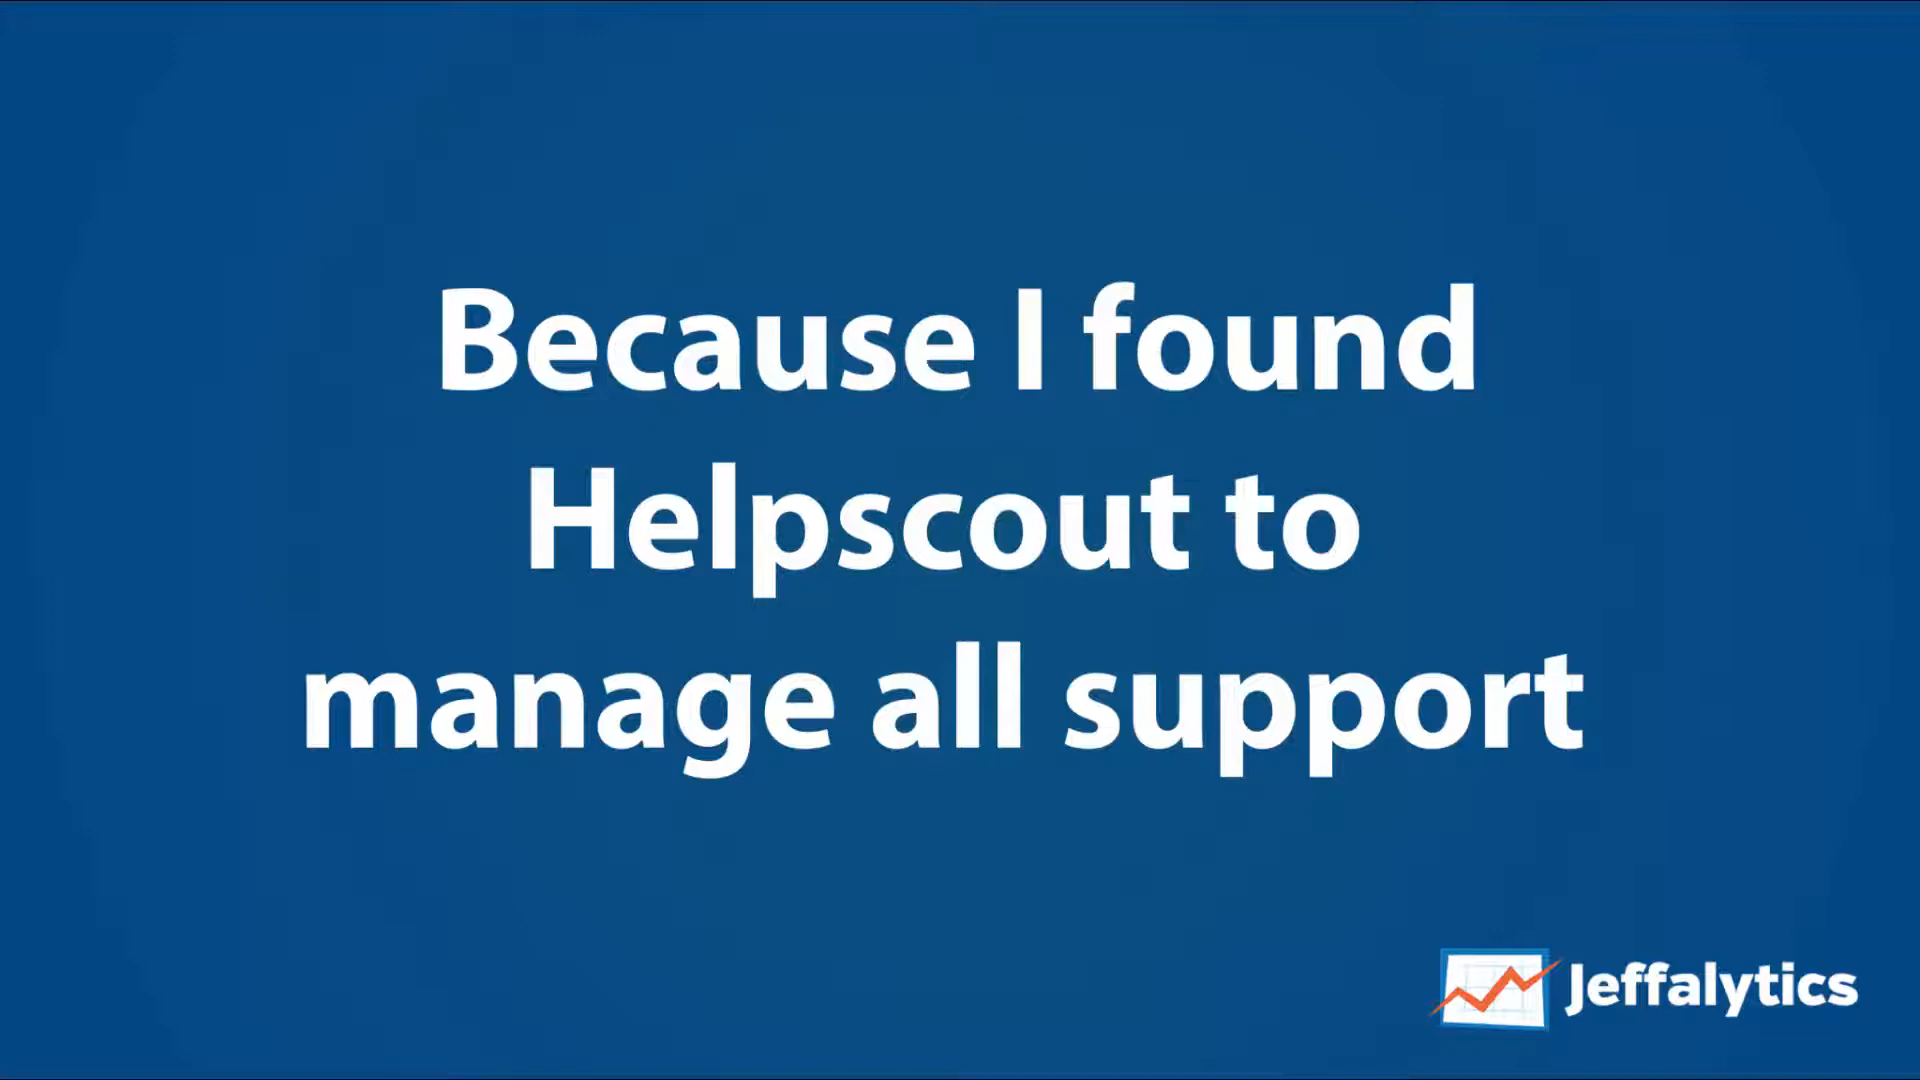 Because I found
Helpscout to
manage all support
Jeffalytics